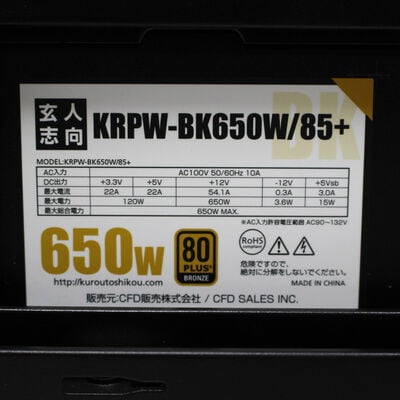 玄人
志向
KRPW-BK650W/85+
BK
MODEL:KRPW-BK650W/85+
AC入力 AC100V 50/60Hz 10A
DC出力 +3.3V +5V +12V -12V +5Vsb
最大電流 22A 22A 54.1A 0.3A 3.0A
最大電力 120W 650W 3.6W 15W
最大総合電力 650W MAX.
*AC入力許容電圧範囲 AC90~132V
650W
80
PLUS
BRONZE
RoHS
compliant
危険ですので、
絶対に分解をしないでください。
http://kuroutoshikou.com
MADE IN CHINA
販売元:CFD販売株式会社 / CFD SALES INC.